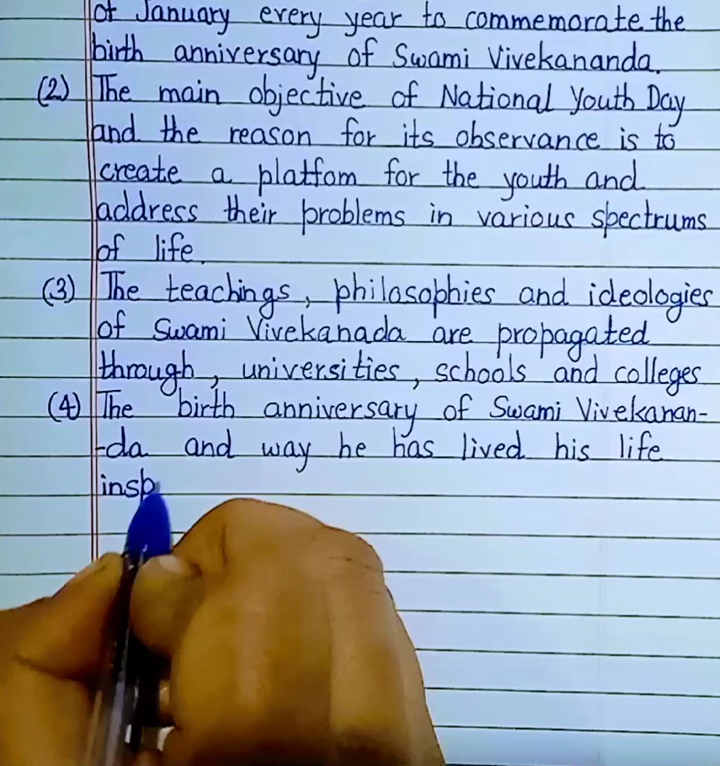 of January every year to commemorate the
birth anniversary of Swami Vivekananda.
(2) The main objective of National Youth Day
and the reason for its observance is to
create a platfom for the youth and
address their problems in various spectrums
of life.
(3) The teachings, philasophies and ideologies
of Swami Vivekanada are propagated
through, universities, schools and colleges
(4) The birth anniversary of Swami Vivekanan-
-da and way he has lived his life
insp